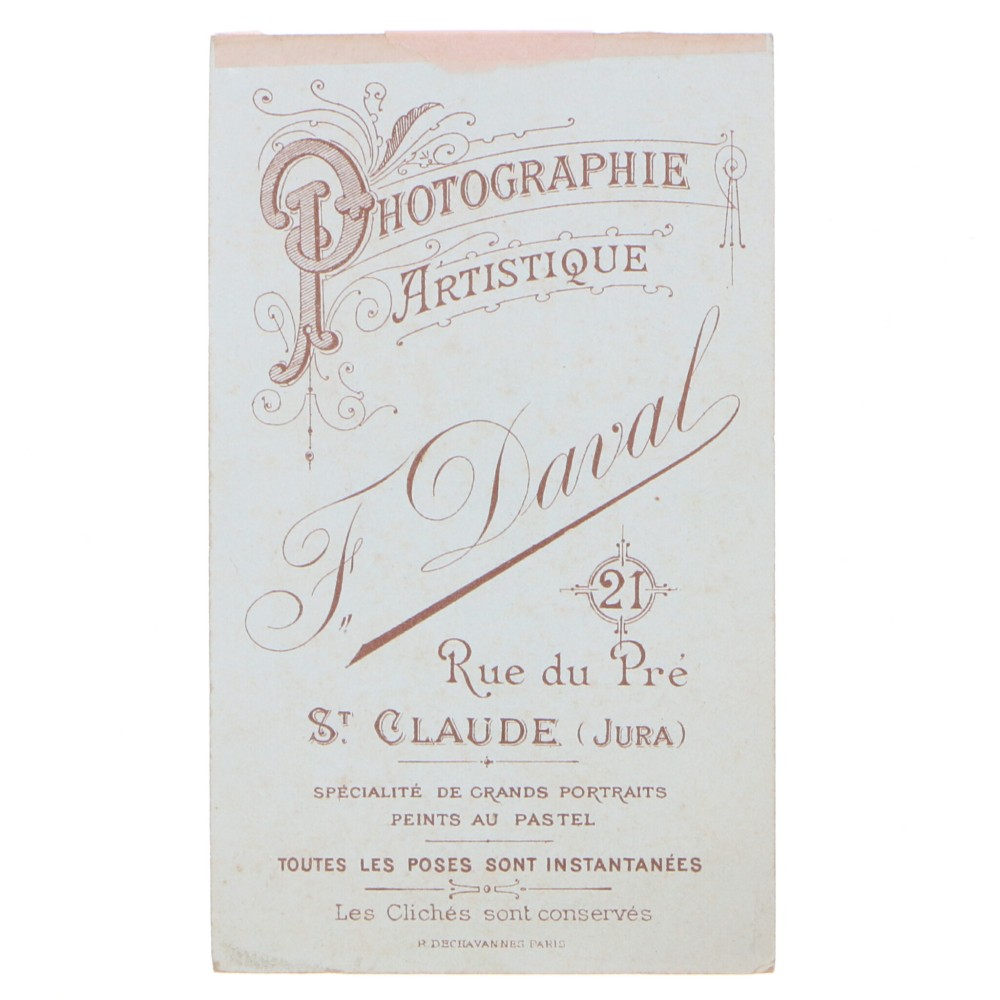 PHOTOGRAPHIE
ARTISTIQUE
F. Daval
21
Rue du Pré
ST. CLAUDE (JURA)
SPÉCIALITÉ DE GRANDS PORTRAITS
PEINTS AU PASTEL
TOUTES LES POSES SONT INSTANTANÉES
Les Clichés sont conservés
R. DECHAVANNES PARIS